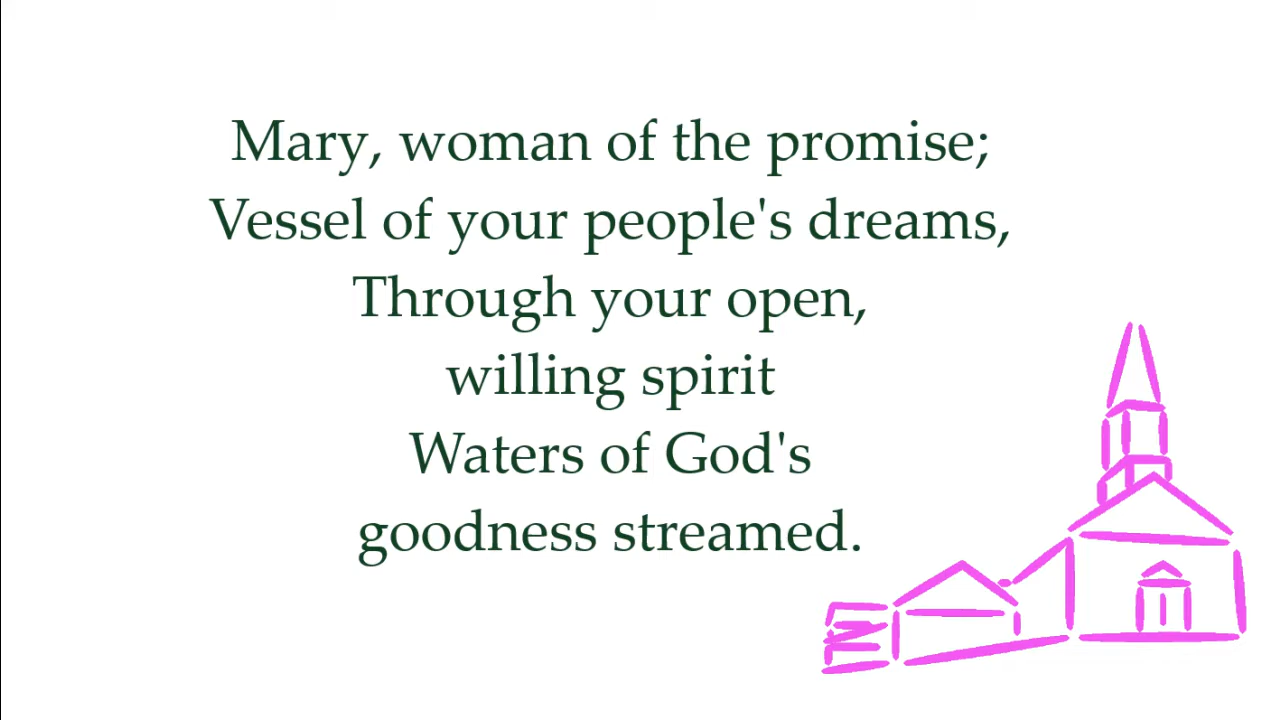 Mary, woman of the promise;
Vessel of your people's dreams,
Through your open,
willing spirit
Waters of God's
goodness streamed.